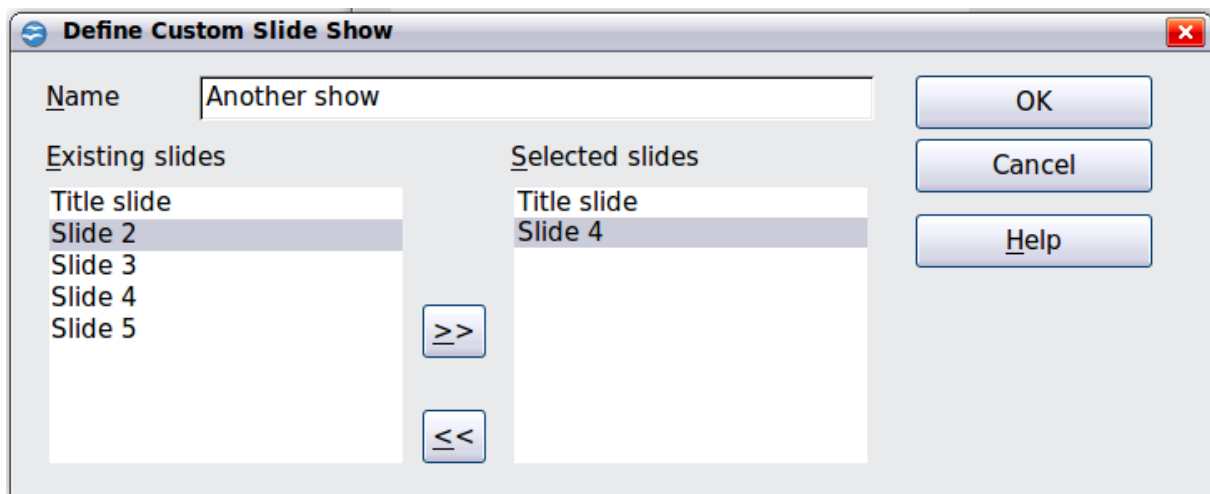 Define Custom Slide Show
Name
Another show
OK
Existing slides
Selected slides
Cancel
Title slide
Slide 2
Slide 3
Slide 4
Slide 5
Title slide
Slide 4
Help
>>
<<